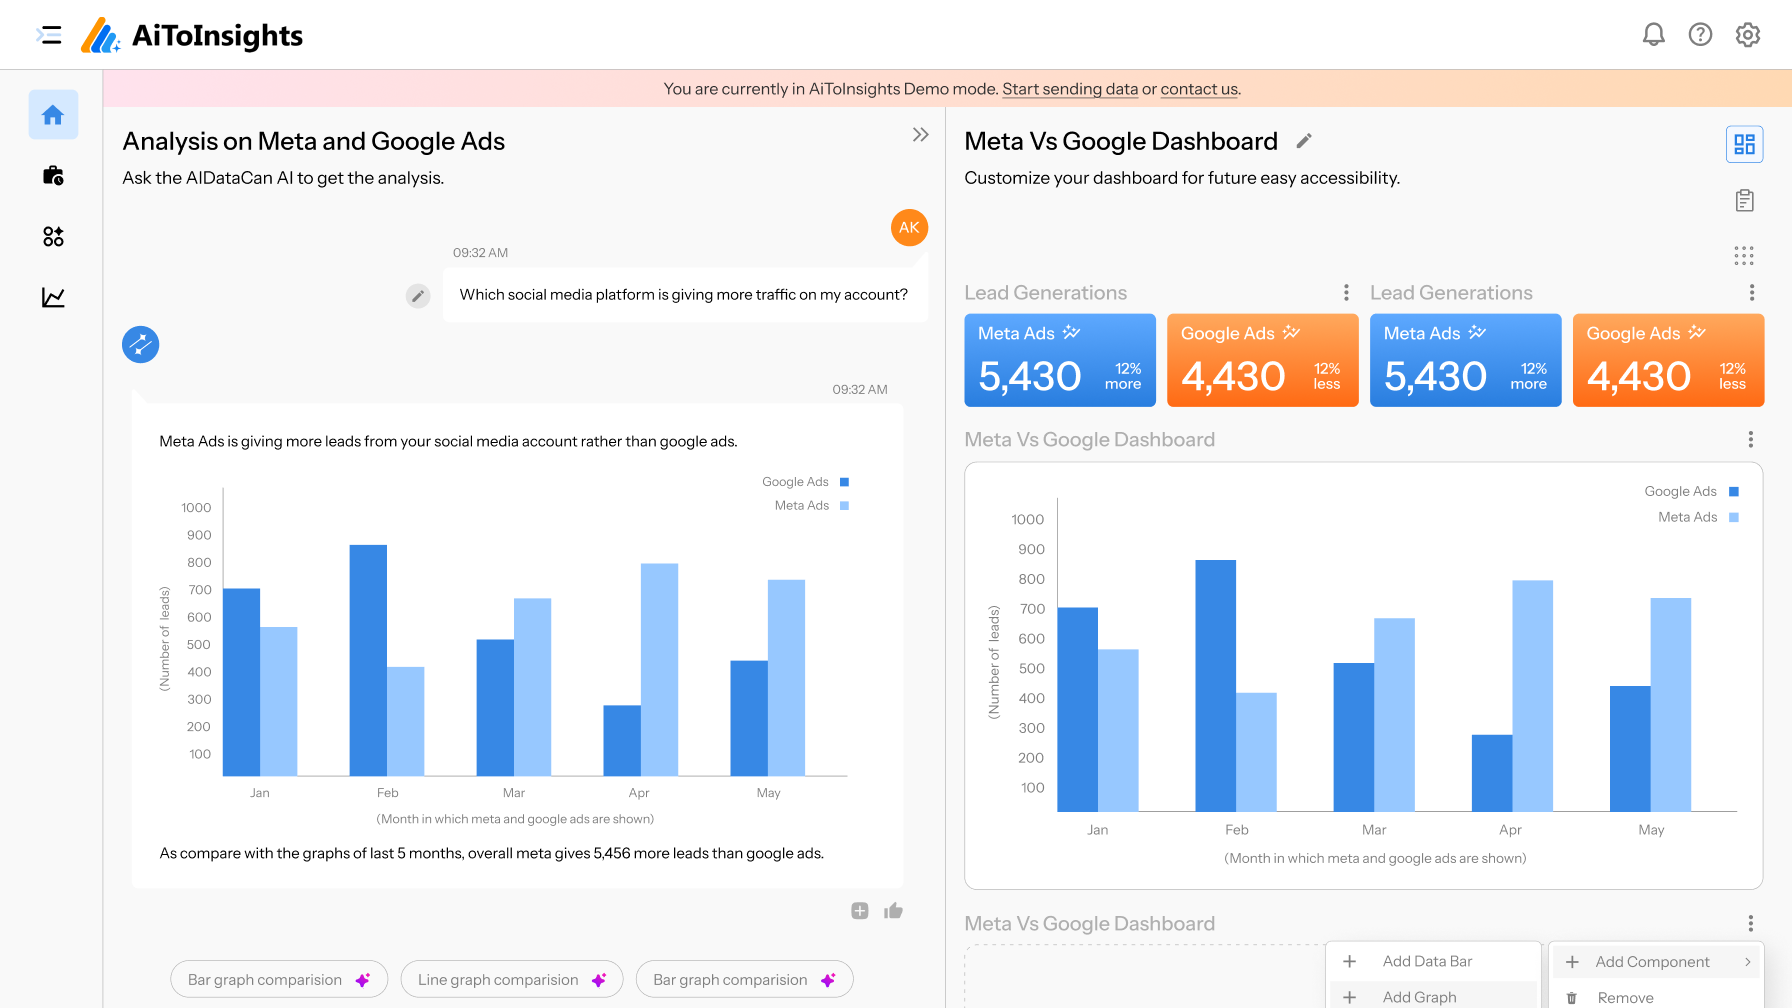 AiToInsights
You are currently in AiToInsights Demo mode. Start sending data or contact us.
Analysis on Meta and Google Ads
Ask the AIDataCan AI to get the analysis.
AK
09:32 AM
Which social media platform is giving more traffic on my account?
09:32 AM
Meta Ads is giving more leads from your social media account rather than google ads.
Google Ads
Meta Ads
(Number of leads)
1000
900
800
700
600
500
400
300
200
100
Jan Feb Mar Apr May
(Month in which meta and google ads are shown)
As compare with the graphs of last 5 months, overall meta gives 5,456 more leads than google ads.
Bar graph comparision
Line graph comparision
Bar graph comparision
Meta Vs Google Dashboard
Customize your dashboard for future easy accessibility.
Lead Generations
Meta Ads
5,430
12%
more
Google Ads
4,430
12%
less
Lead Generations
Meta Ads
5,430
12%
more
Google Ads
4,430
12%
less
Meta Vs Google Dashboard
Google Ads
Meta Ads
(Number of leads)
1000
900
800
700
600
500
400
300
200
100
Jan Feb Mar Apr May
(Month in which meta and google ads are shown)
Meta Vs Google Dashboard
Add Data Bar
Add Graph
Add Component
Remove